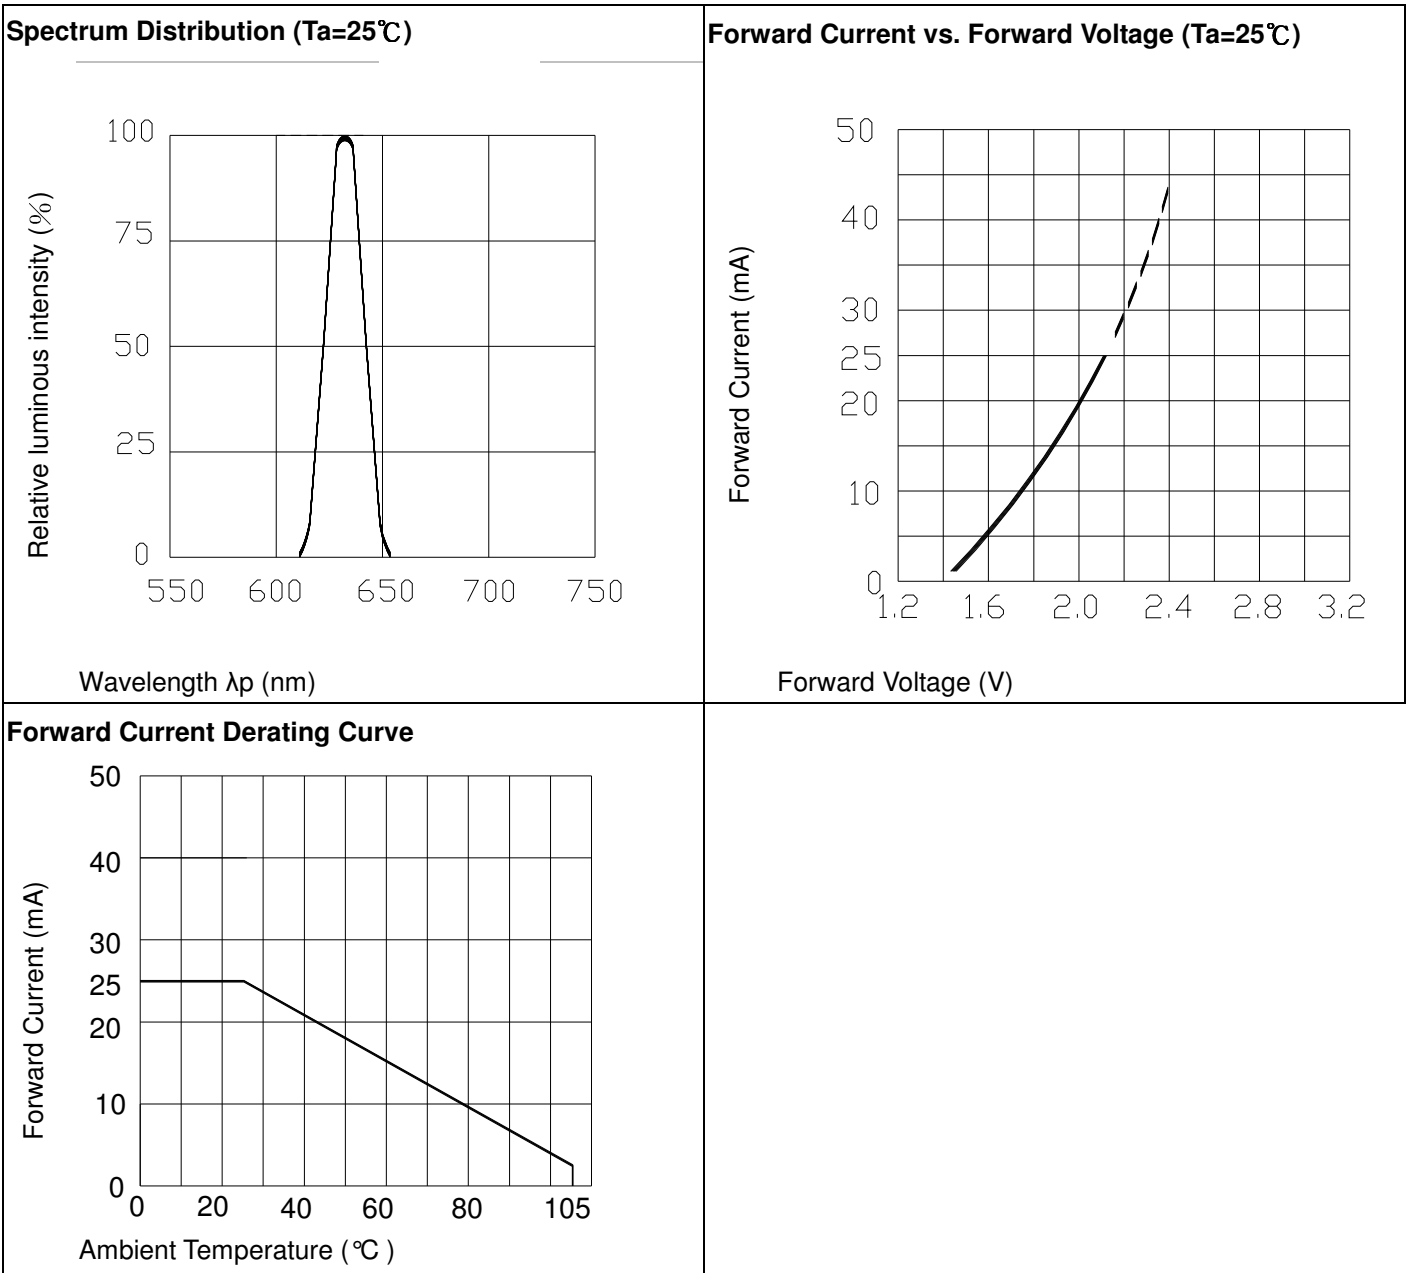 Spectrum Distribution (Ta=25℃)
100
75
50
25
0
550 600 650 700 750
Relative luminous intensity (%)
Wavelength λp (nm)
Forward Current vs. Forward Voltage (Ta=25℃)
50
40
30
25
20
10
0
1.2 1.6 2.0 2.4 2.8 3.2
Forward Current (mA)
Forward Voltage (V)
Forward Current Derating Curve
50
40
30
25
20
10
0
0 20 40 60 80 105
Forward Current (mA)
Ambient Temperature (℃ )